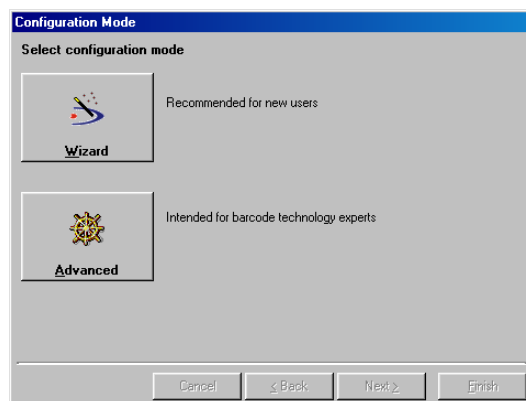 Configuration Mode
Select configuration mode
Recommended for new users
Wizard
Intended for barcode technology experts
Advanced
Cancel < Back Next > Finish